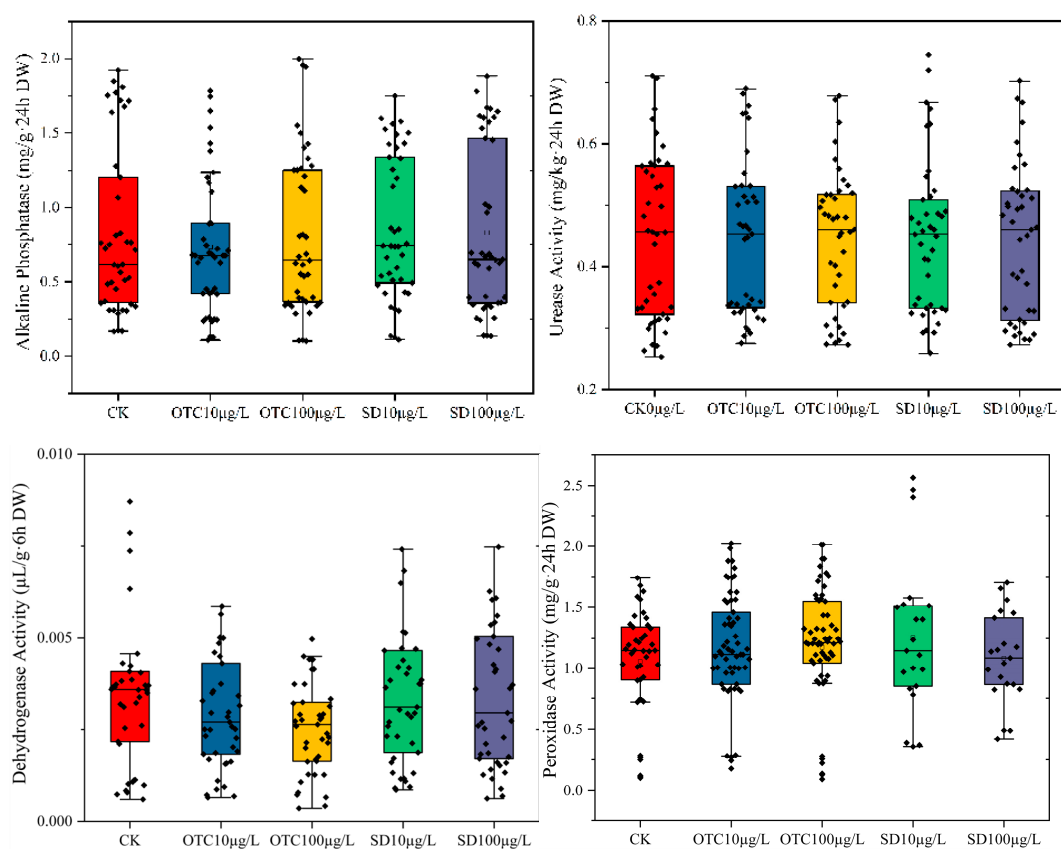 Alkaline Phosphatase (mg/g·24h DW)
2.0
1.5
1.0
0.5
0.0
CK
OTC10μg/L
OTC100μg/L
SD10μg/L
SD100μg/L
Urease Activity (mg/kg·24h DW)
0.8
0.6
0.4
0.2
CK0μg/L
OTC10μg/L
OTC100μg/L
SD10μg/L
SD100μg/L
Dehydrogenase Activity (μL/g·6h DW)
0.010
0.005
0.000
CK
OTC10μg/L
OTC100μg/L
SD10μg/L
SD100μg/L
Peroxidase Activity (mg/g·24h DW)
2.5
2.0
1.5
1.0
0.5
0.0
CK
OTC10μg/L
OTC100μg/L
SD10μg/L
SD100μg/L